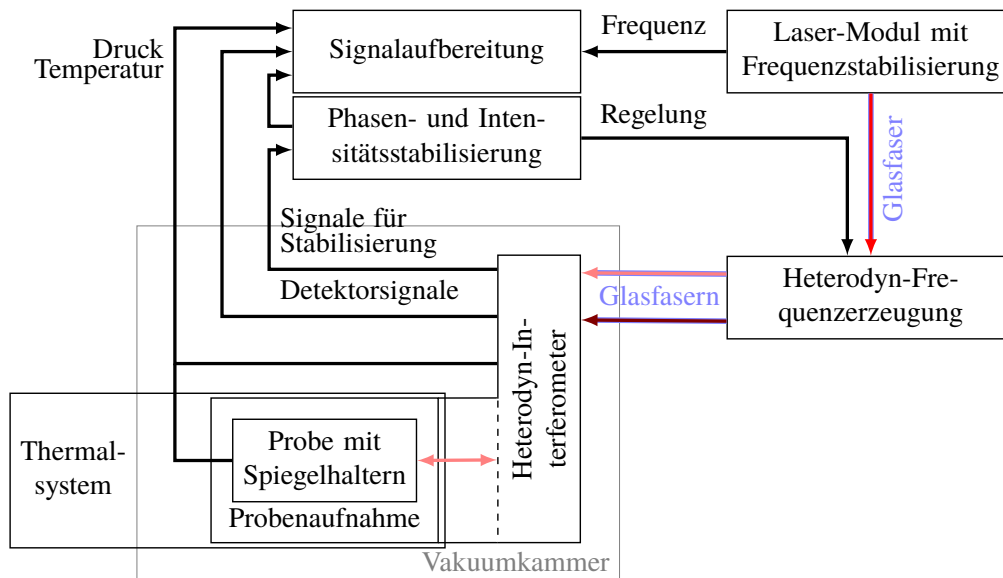 Druck
Temperatur
Signalaufbereitung
Frequenz
Laser-Modul mit
Frequenzstabilisierung
Phasen- und Inten-
sitätsstabilisierung
Regelung
Glasfaser
Signale für
Stabilisierung
Detektorsignale
Glasfasern
Heterodyn-Fre-
quenzerzeugung
Heterodyn-In-
terferometer
Thermal-
system
Probe mit
Spiegelhaltern
Probenaufnahme
Vakuumkammer